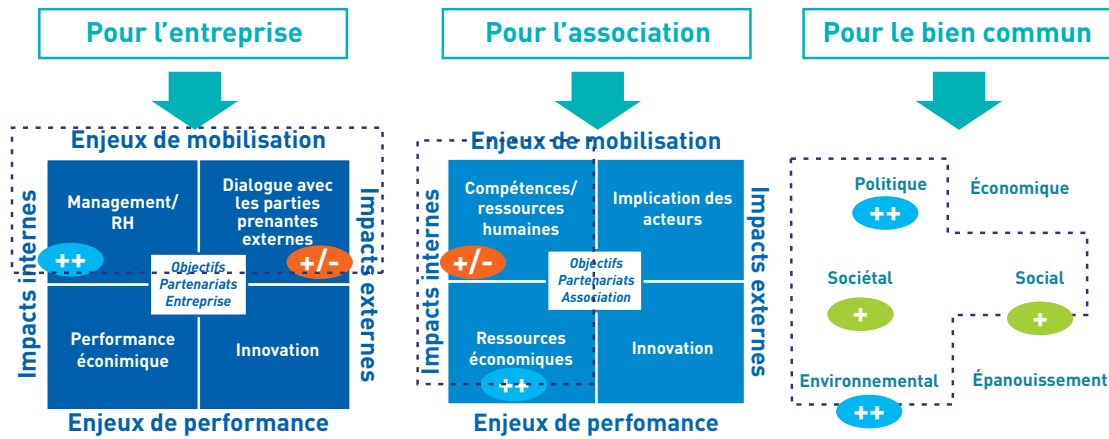 Pour l'entreprise
Enjeux de mobilisation
Impacts internes
Management/
RH
++
Dialogue avec
les parties
prenantes
externes
+/-
Objectifs
Partenariats
Entreprise
Performance
éconimique
Innovation
Impacts externes
Enjeux de performance
Pour l'association
Enjeux de mobilisation
Impacts internes
Compétences/
ressources
humaines
+/-
Implication des
acteurs
Objectifs
Partenariats
Association
Ressources
économiques
++
Innovation
Impacts externes
Enjeux de perfomance
Pour le bien commun
Politique
++
Économique
Sociétal
+
Social
+
Environnemental
++
Épanouissement